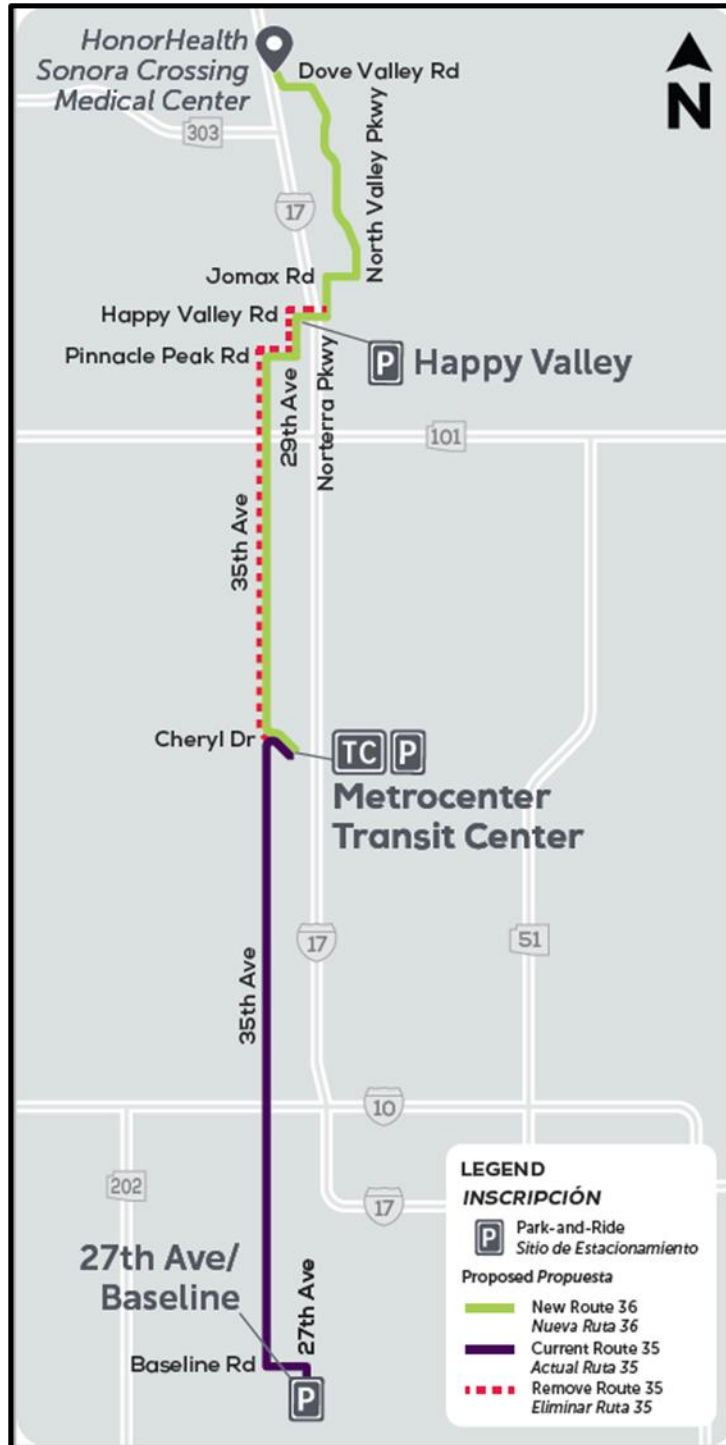 HonorHealth
Sonora Crossing
Medical Center
Dove Valley Rd
N
303
North Valley Pkwy
17
Jomax Rd
Happy Valley Rd
Pinnacle Peak Rd
P Happy Valley
29th Ave
Norterra Pkwy
101
35th Ave
Cheryl Dr
TC P
Metrocenter
Transit Center
35th Ave
17
51
10
202
17
27th Ave/
Baseline
27th Ave
Baseline Rd
P
LEGEND
INSCRIPCIÓN
P Park-and-Ride
Sitio de Estacionamiento
Proposed Propuesta
New Route 36
Nueva Ruta 36
Current Route 35
Actual Ruta 35
Remove Route 35
Eliminar Ruta 35